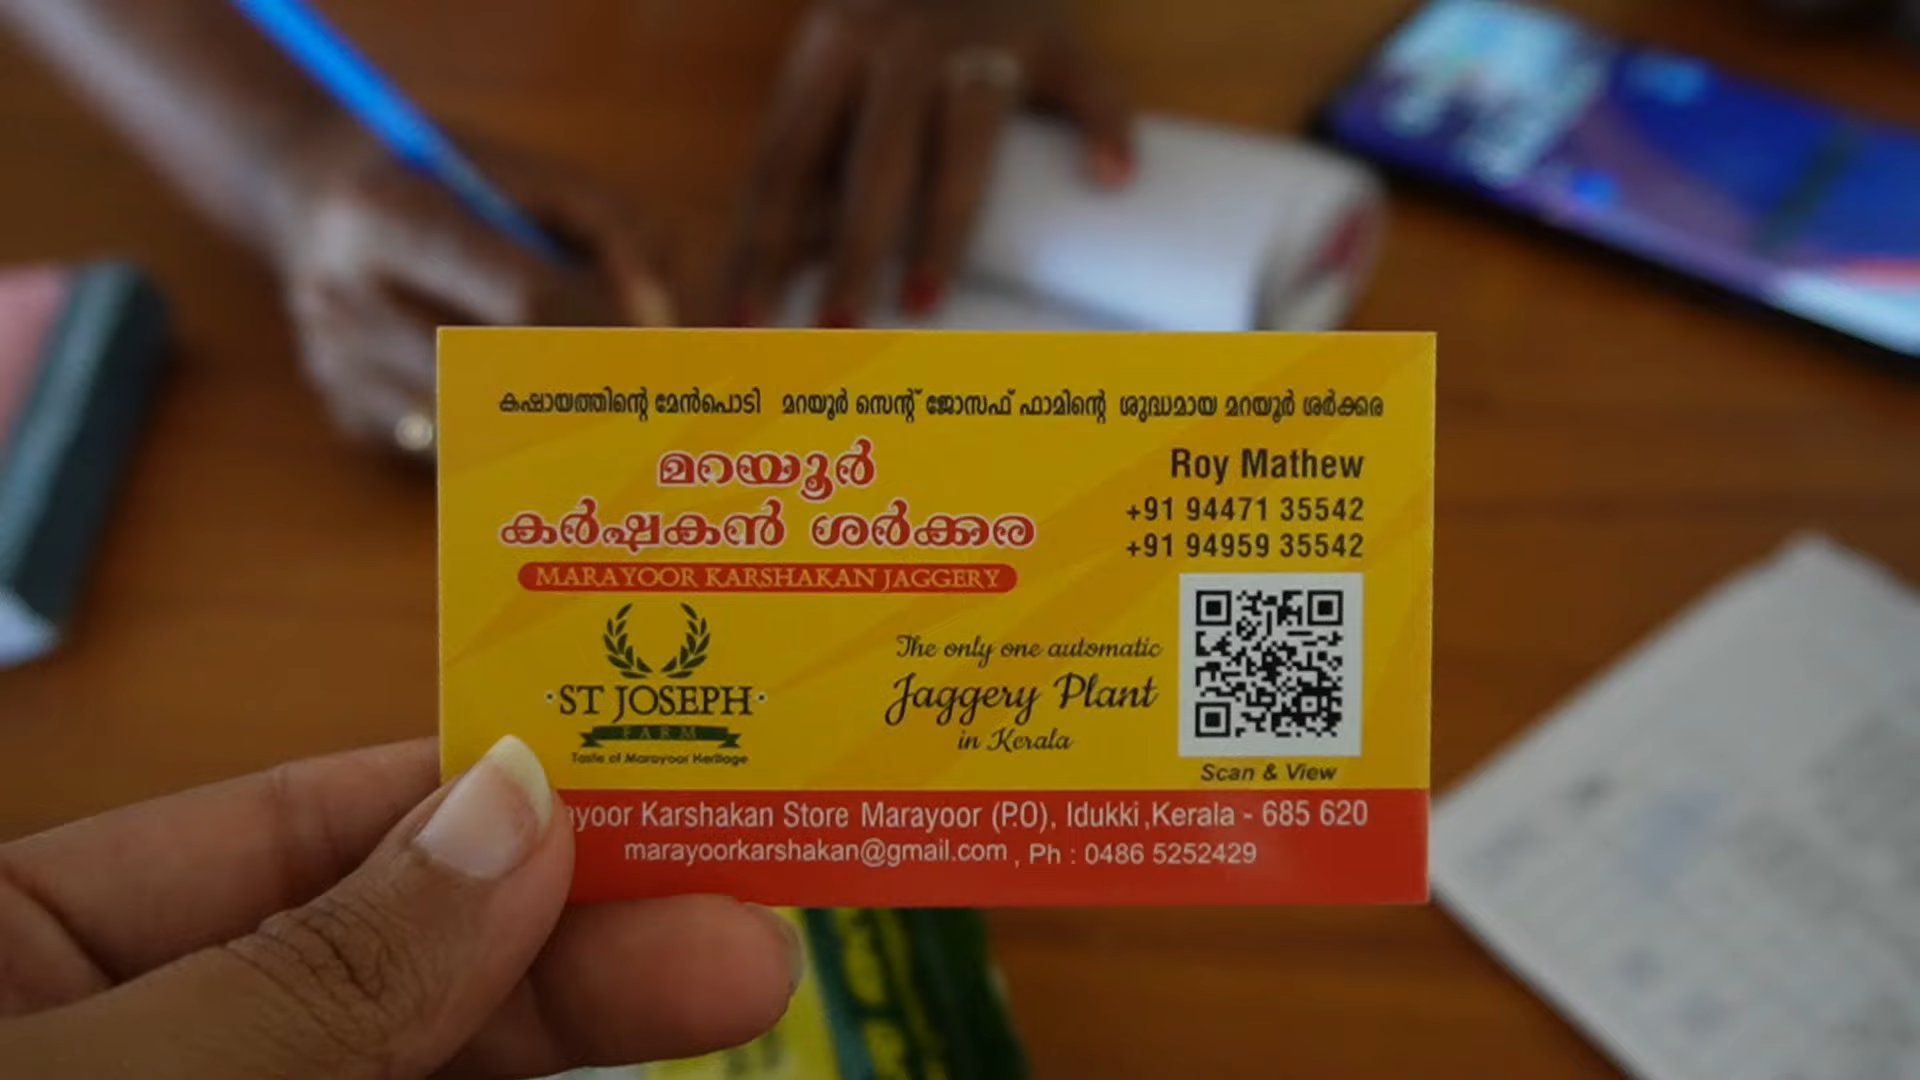 കഷായത്തിന്റെ മേൻപൊടി മറയൂർ സെന്റ് ജോസഫ് ഫാമിന്റെ ശുദ്ധമായ മറയൂർ ശർക്കര
മറയൂർ
കർഷകൻ ശർക്കര
MARAYOOR KARSHAKAN JAGGERY
Roy Mathew
+91 94471 35542
+91 94959 35542
ST JOSEPH
FARM
Taste of Marayoor Heritage
The only one automatic
Jaggery Plant
in Kerala
Scan & View
Karshakan Store Marayoor (P.O), Idukki,Kerala - 685 620
marayoorkarshakan@gmail.com, Ph : 0486 5252429